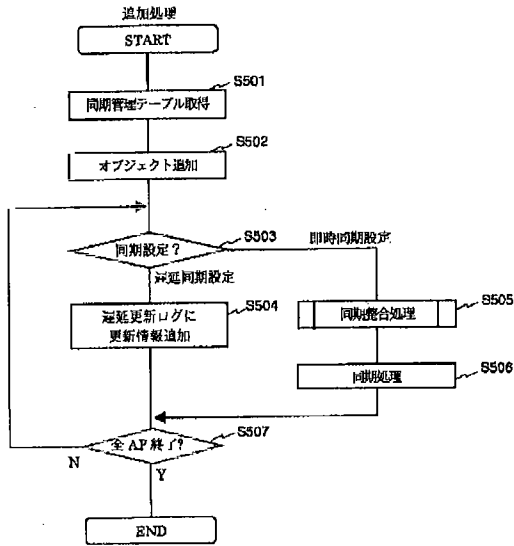 追加処理
START
S501
同期管理テーブル取得
S502
オブジェクト追加
S503
同期設定？
即時同期設定
遅延同期設定
S504
遅延更新ログに
更新情報追加
S505
同期整合処理
S506
同期処理
S507
全AP終了?
N
Y
END